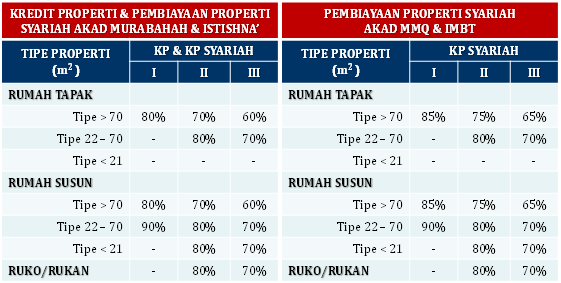 KREDIT PROPERTI & PEMBIAYAAN PROPERTI
SYARIAH AKAD MURABAHAH & ISTISHNA'
TIPE PROPERTI
(m²)
KP & KP SYARIAH
I II III
RUMAH TAPAK
Tipe > 70 80% 70% 60%
Tipe 22 – 70 - 80% 70%
Tipe < 21 - - -
RUMAH SUSUN
Tipe > 70 80% 70% 60%
Tipe 22 – 70 90% 80% 70%
Tipe < 21 - 80% 70%
RUKO/RUKAN - 80% 70%
PEMBIAYAAN PROPERTI SYARIAH
AKAD MMQ & IMBT
TIPE PROPERTI
(m²)
KP SYARIAH
I II III
RUMAH TAPAK
Tipe > 70 85% 75% 65%
Tipe 22 – 70 - 80% 70%
Tipe < 21 - - -
RUMAH SUSUN
Tipe > 70 85% 75% 65%
Tipe 22 – 70 90% 80% 70%
Tipe < 21 - 80% 70%
RUKO/RUKAN - 80% 70%